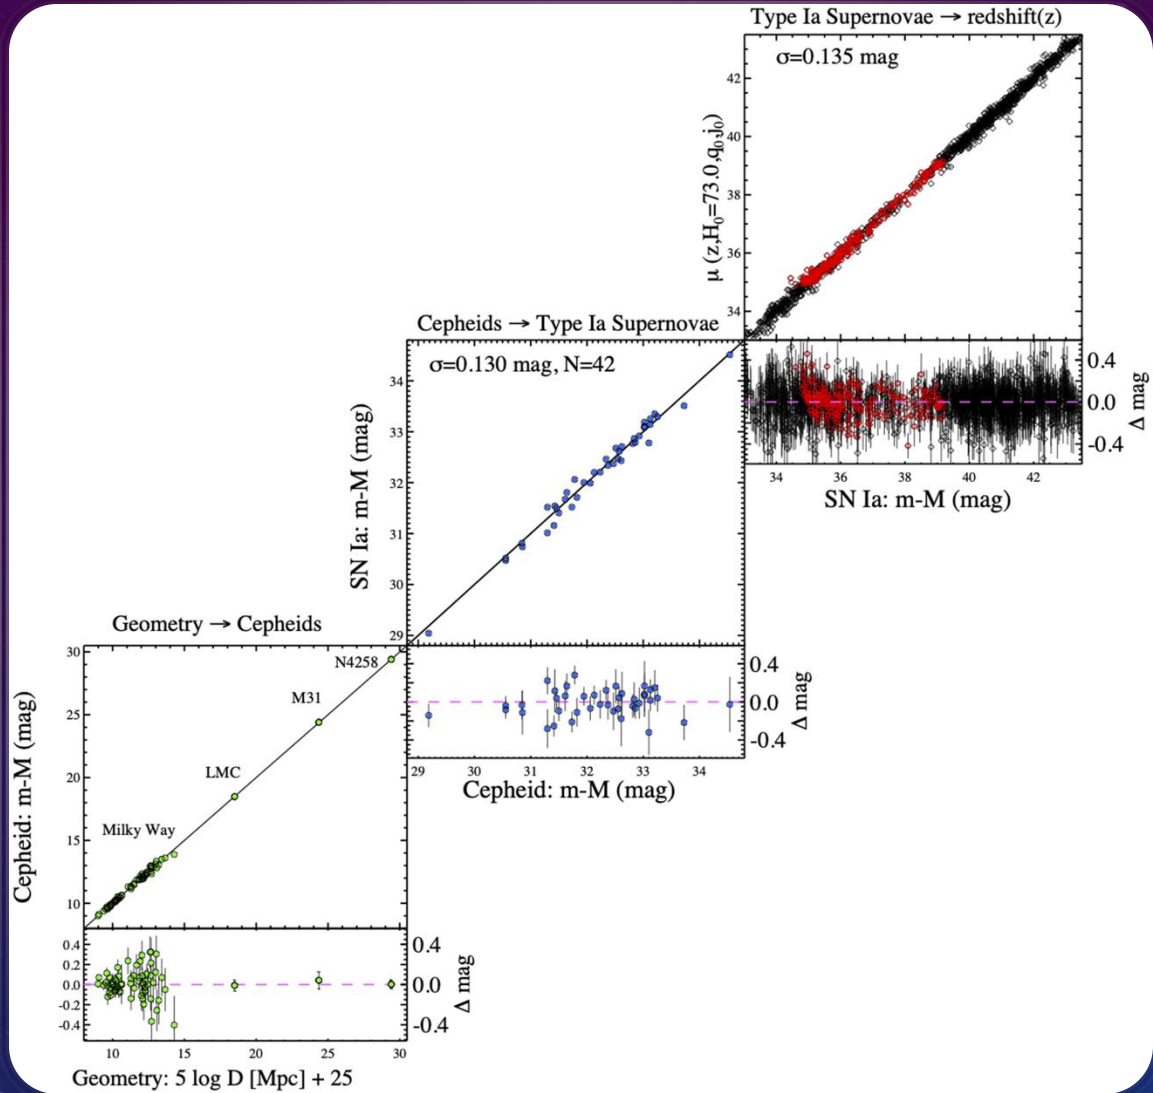 Type Ia Supernovae → redshift(z)
σ=0.135 mag
42
40
38
36
34
μ (z,H₀=73.0,q₀,j₀)
0.4
0.0
-0.4
Δ mag
34 36 38 40 42
SN Ia: m-M (mag)
Cepheids → Type Ia Supernovae
σ=0.130 mag, N=42
34
33
32
31
30
29
SN Ia: m-M (mag)
0.4
0.0
-0.4
Δ mag
29 30 31 32 33 34
Cepheid: m-M (mag)
Geometry → Cepheids
N4258
M31
LMC
Milky Way
30
25
20
15
10
Cepheid: m-M (mag)
0.4
0.2
0.0
-0.2
-0.4
0.4
0.0
-0.4
Δ mag
10 15 20 25 30
Geometry: 5 log D [Mpc] + 25